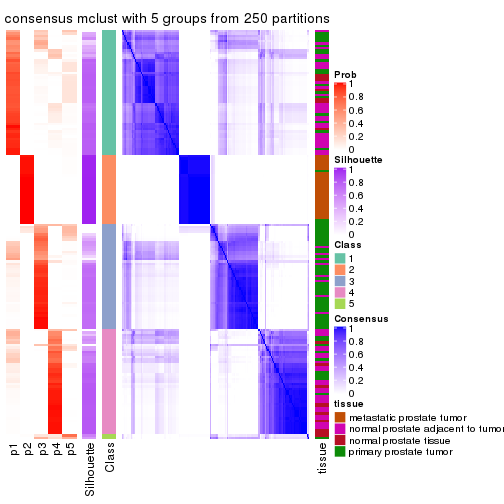 consensus mclust with 5 groups from 250 partitions
Prob
1
0.8
0.6
0.4
0.2
0
Silhouette
1
0.8
0.6
0.4
0.2
0
Class
1
2
3
4
5
Consensus
1
0.8
0.6
0.4
0.2
0
tissue
metastatic prostate tumor
normal prostate adjacent to tumor
normal prostate tissue
primary prostate tumor
p1
p2
p3
p4
p5
Silhouette
Class
tissue